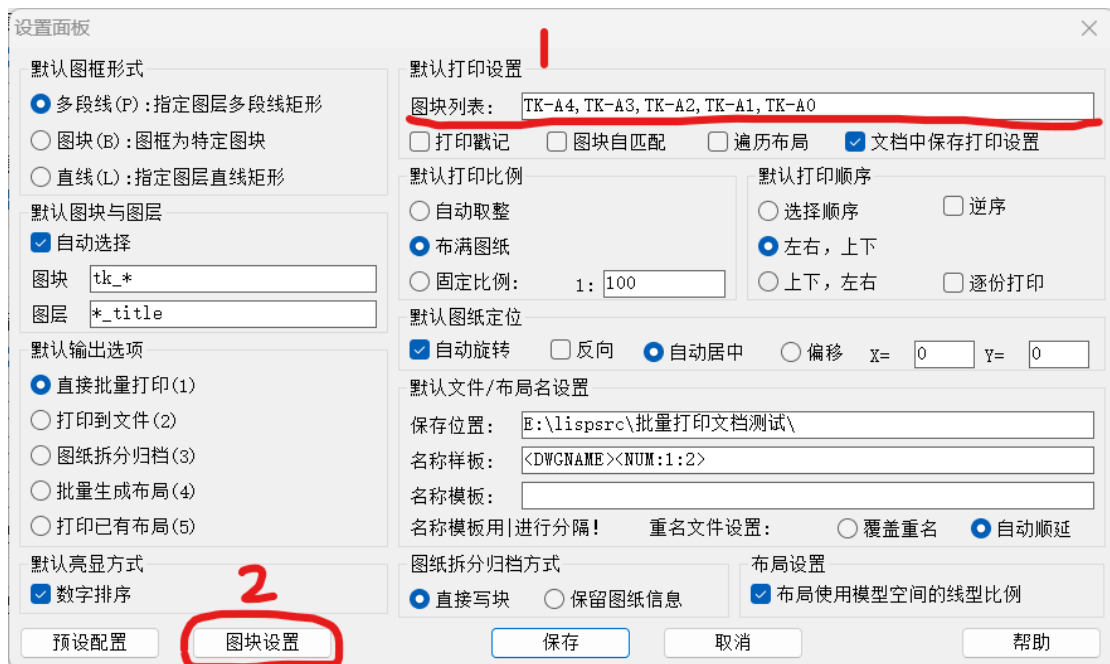 设置面板
1
默认图框形式
多段线(P):指定图层多段线矩形
图块(B):图框为特定图块
直线(L):指定图层直线矩形
默认图块与图层
自动选择
图块 tk_*
图层 *_title
默认输出选项
直接批量打印(1)
打印到文件(2)
图纸拆分归档(3)
批量生成布局(4)
打印已有布局(5)
默认亮显方式
数字排序
2
默认打印设置
图块列表: TK-A4,TK-A3,TK-A2,TK-A1,TK-A0
打印戳记 图块自匹配 遍历布局 文档中保存打印设置
默认打印比例
自动取整
布满图纸
固定比例: 1: 100
默认打印顺序
选择顺序 逆序
左右,上下
上下,左右 逐份打印
默认图纸定位
自动旋转 反向 自动居中 偏移 X= 0 Y= 0
默认文件/布局名设置
保存位置: E:\lispsrc\批量打印文档测试\
名称样板: <DWGNAME><NUM:1:2>
名称模板:
名称模板用|进行分隔! 重名文件设置: 覆盖重名 自动顺延
图纸拆分归档方式
直接写块 保留图纸信息
布局设置
布局使用模型空间的线型比例
预设配置 图块设置 保存 取消 帮助